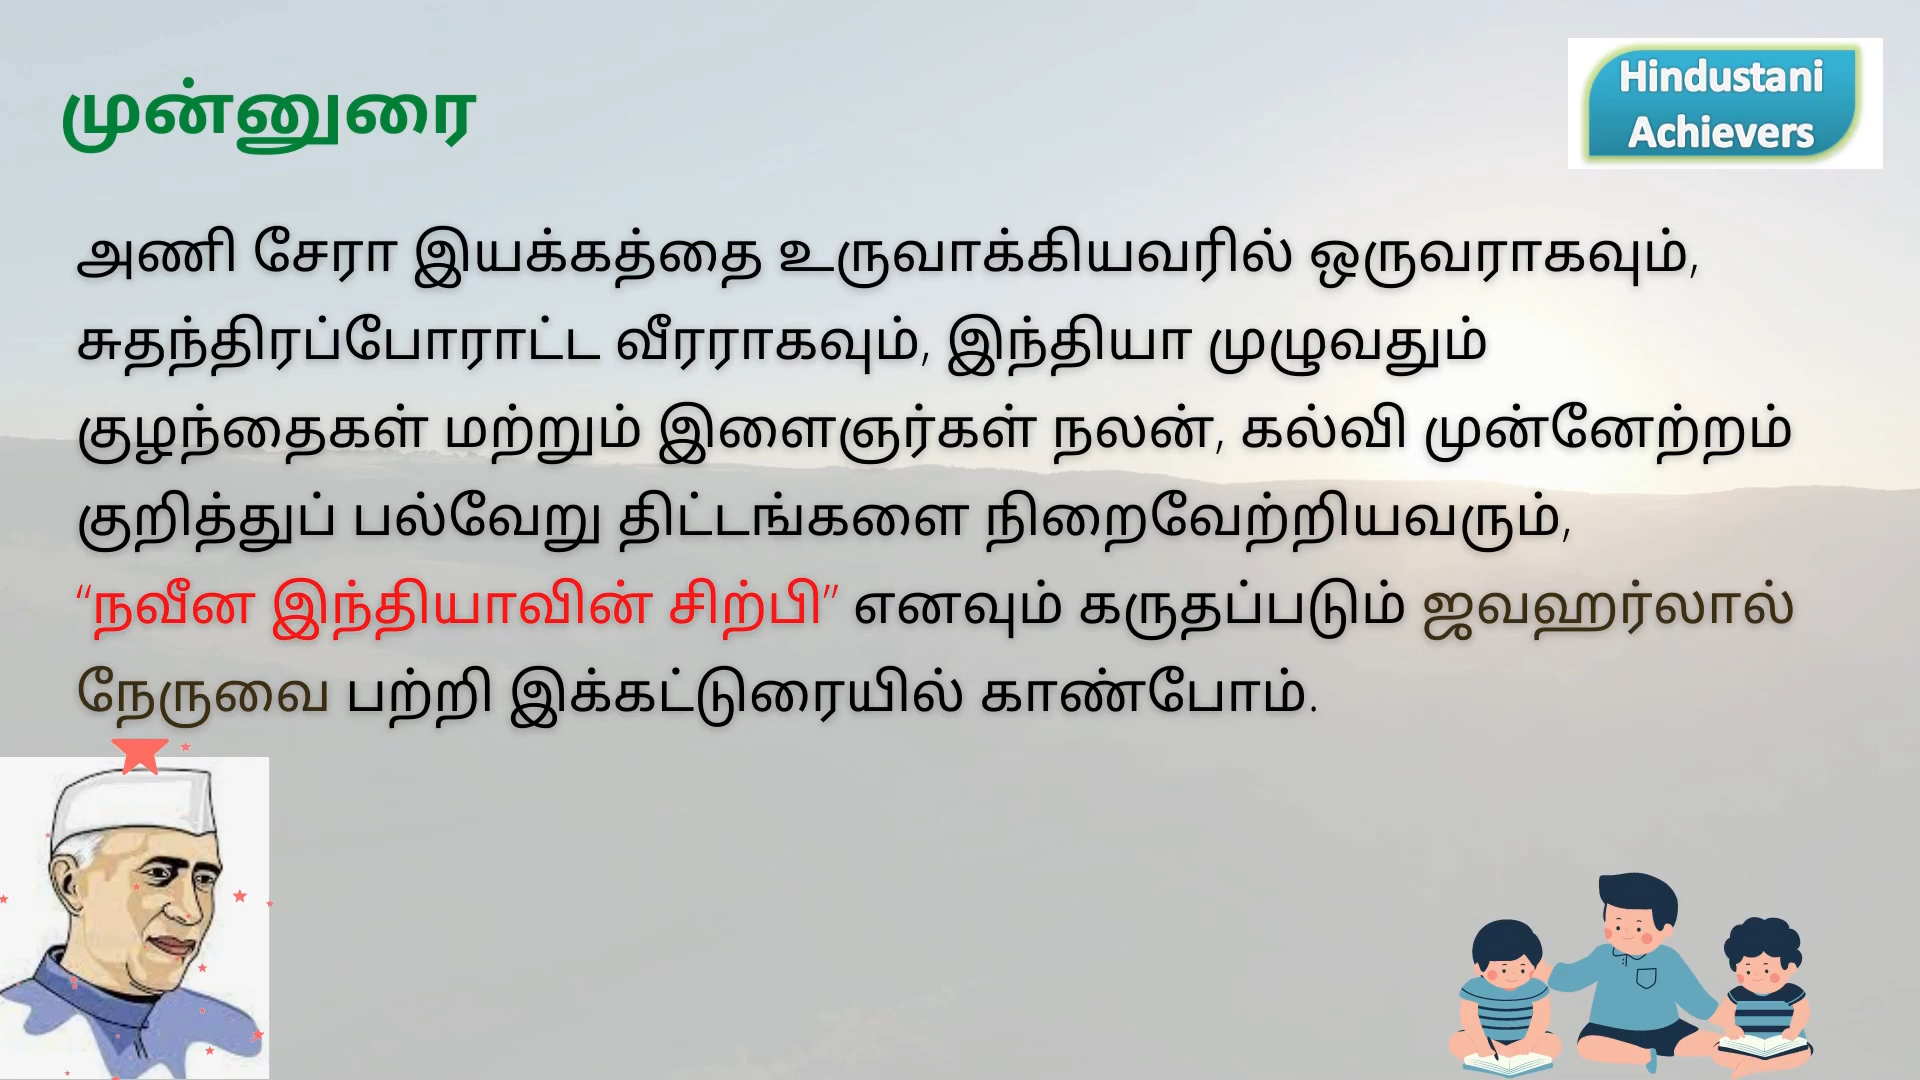 முன்னுரை
Hindustani
Achievers
அணி சேரா இயக்கத்தை உருவாக்கியவரில் ஒருவராகவும்,
சுதந்திரப்போராட்ட வீரராகவும், இந்தியா முழுவதும்
குழந்தைகள் மற்றும் இளைஞர்கள் நலன், கல்வி முன்னேற்றம்
குறித்துப் பல்வேறு திட்டங்களை நிறைவேற்றியவரும்,
“நவீன இந்தியாவின் சிற்பி” எனவும் கருதப்படும் ஜவஹர்லால்
நேருவை பற்றி இக்கட்டுரையில் காண்போம்.